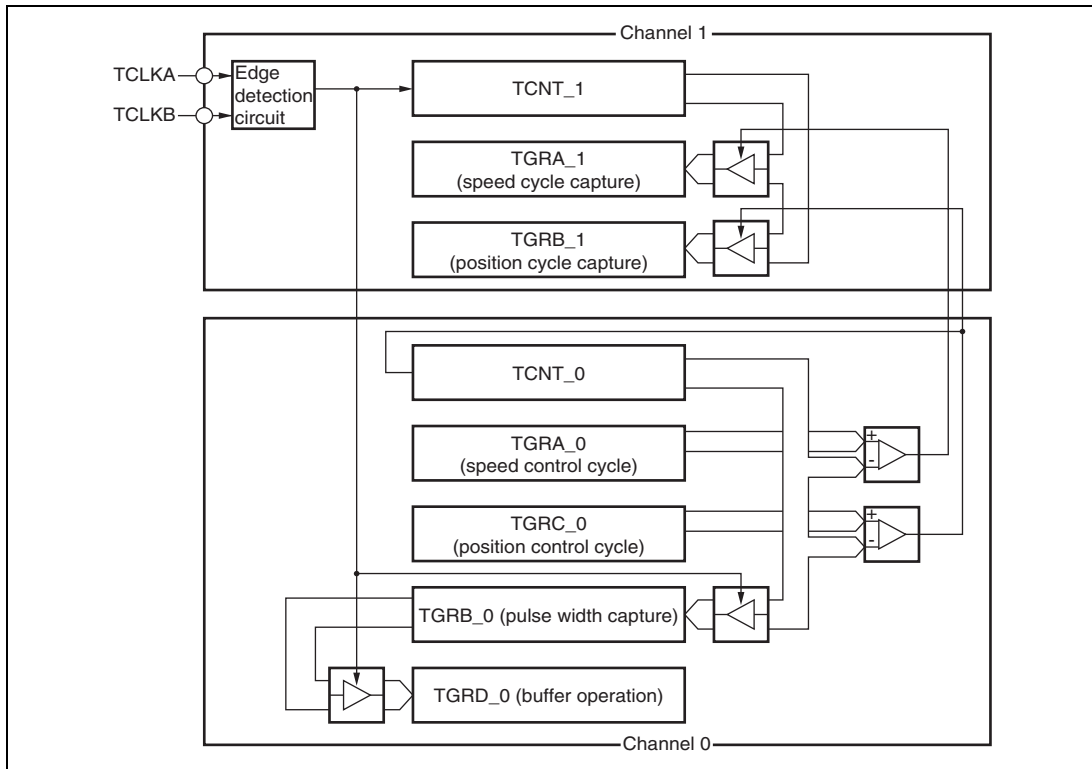 Channel 1
TCLKA
TCLKB
Edge
detection
circuit
TCNT_1
TGRA_1
(speed cycle capture)
TGRB_1
(position cycle capture)
TCNT_0
TGRA_0
(speed control cycle)
+
-
TGRC_0
(position control cycle)
+
-
TGRB_0 (pulse width capture)
TGRD_0 (buffer operation)
Channel 0